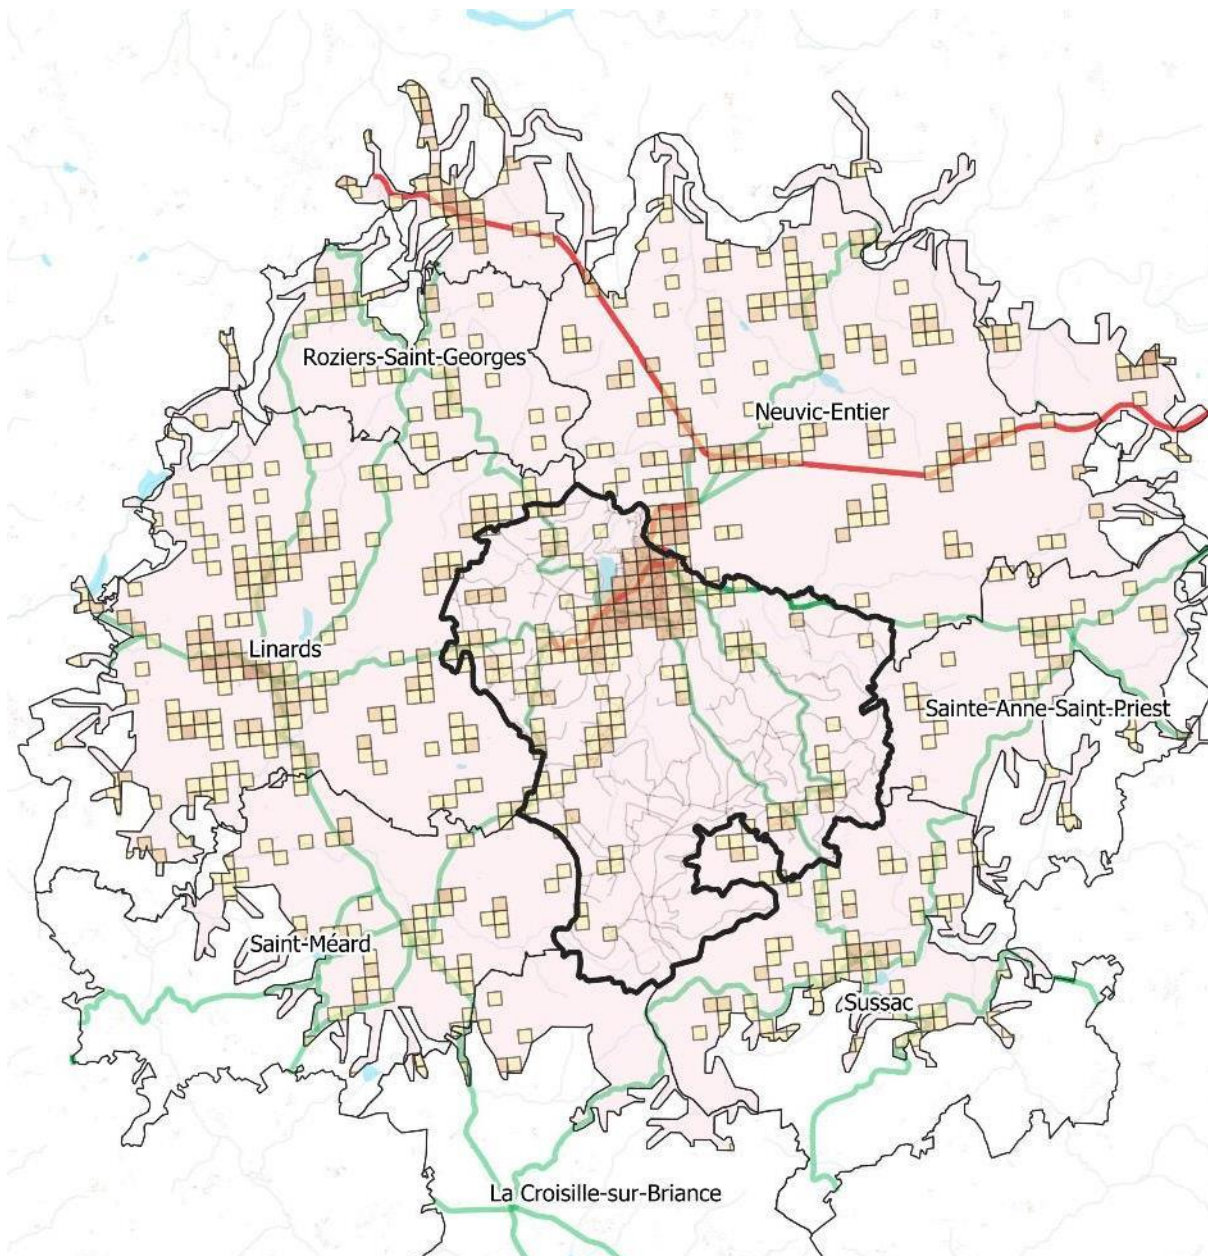 Roziers-Saint-Georges
Neuvic-Entier
Linards
Sainte-Anne-Saint-Priest
Saint-Méard
Sussac
La Croisille-sur-Briance